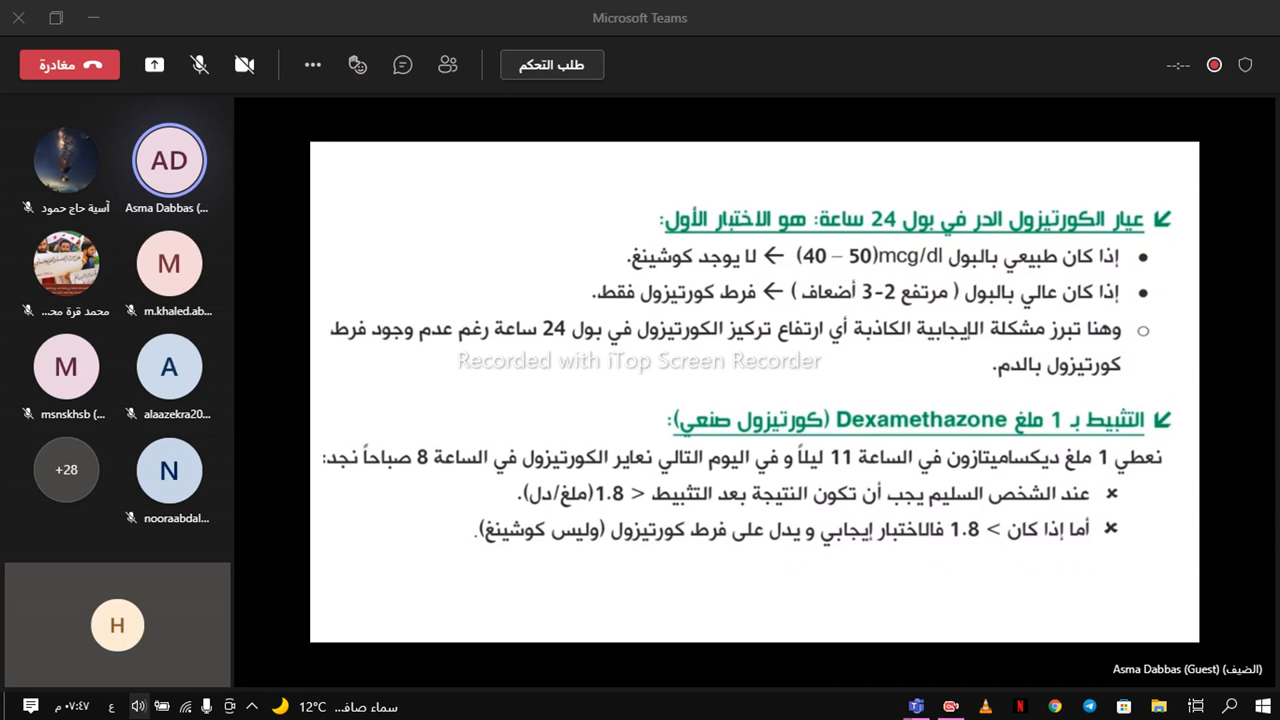 Microsoft Teams
مغادرة
طلب التحكم
--:--
AD
آسية حاج حمود
Asma Dabbas (...
M
محمد قرة محـ...
m.khaled.ab...
M
A
msnskhsb (...
alaazekra20...
+28
N
nooraabdal...
H
عيار الكورتيزول الحر في بول 24 ساعة: هو الاختبار الأول:
إذا كان طبيعي بالبول mcg/dl(50 – 40) ← لا يوجد كوشينغ.
إذا كان عالي بالبول ( مرتفع 2-3 أضعاف ) ← فرط كورتيزول فقط.
وهنا تبرز مشكلة الإيجابية الكاذبة أي ارتفاع تركيز الكورتيزول في بول 24 ساعة رغم عدم وجود فرط
كورتيزول بالدم.
Recorded with iTop Screen Recorder
التثبيط بـ 1 ملغ Dexamethazone (كورتيزول صنعي):
نعطي 1 ملغ ديكساميتازون في الساعة 11 ليلاً و في اليوم التالي نعاير الكورتيزول في الساعة 8 صباحاً نجد:
عند الشخص السليم يجب أن تكون النتيجة بعد التثبيط < 1.8(ملغ/دل).
أما إذا كان > 1.8 فالاختبار إيجابي و يدل على فرط كورتيزول (وليس كوشينغ).
Asma Dabbas (Guest) (الضيف)
٠٧:٤٧ م
ع
12°C
سماء صافـ...